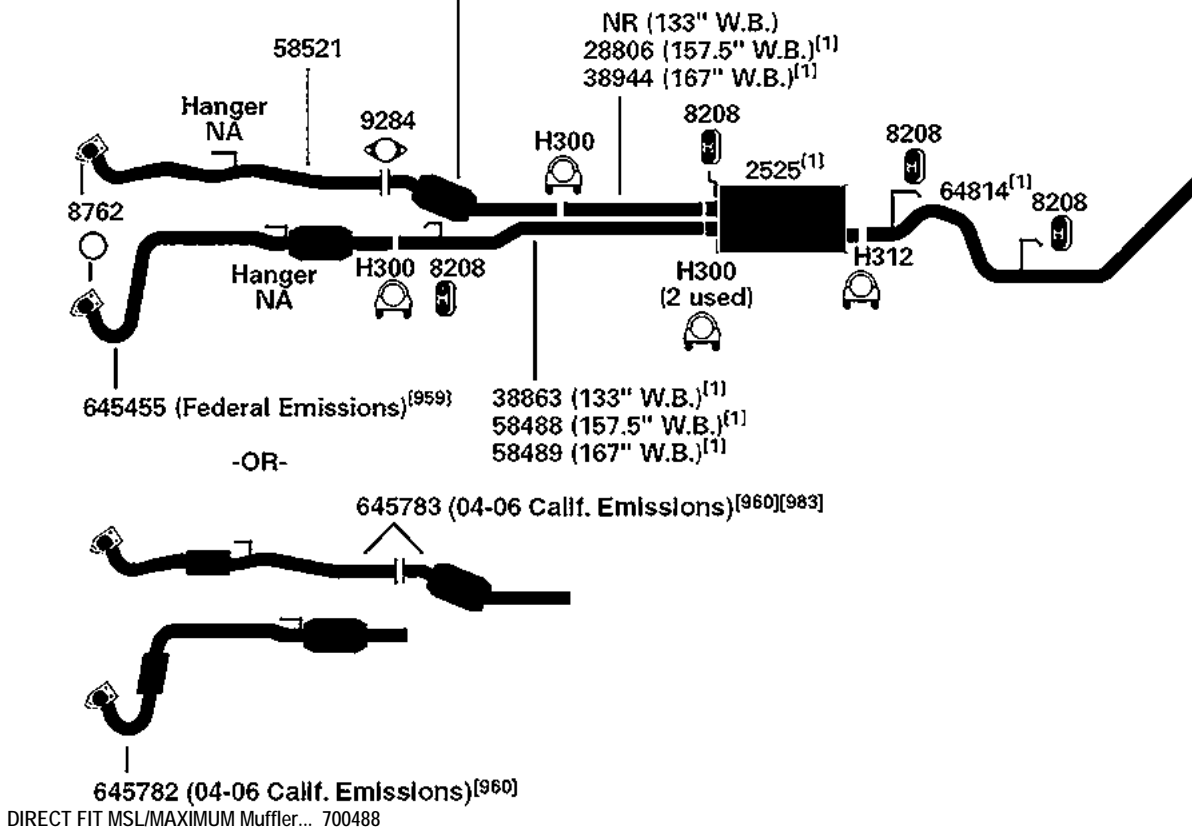 NR (133" W.B.)
28806 (157.5" W.B.)[1]
38944 (167" W.B.)[1]
58521
Hanger
NA
9284
H300
8208
8208
2525[1]
64814[1]
8208
8762
Hanger
NA
H300
8208
H300
(2 used)
H312
645455 (Federal Emissions)[959]
38863 (133" W.B.)[1]
58488 (157.5" W.B.)[1]
58489 (167" W.B.)[1]
-OR-
645783 (04-06 Calif. Emissions)[960][983]
645782 (04-06 Calif. Emissions)[960]
DIRECT FIT MSL/MAXIMUM Muffler... 700488